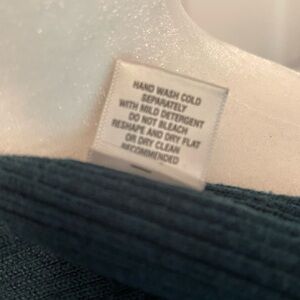 HAND WASH COLD
SEPARATELY
WITH MILD DETERGENT
DO NOT BLEACH
RESHAPE AND DRY FLAT
OR DRY CLEAN
RECOMMENDED